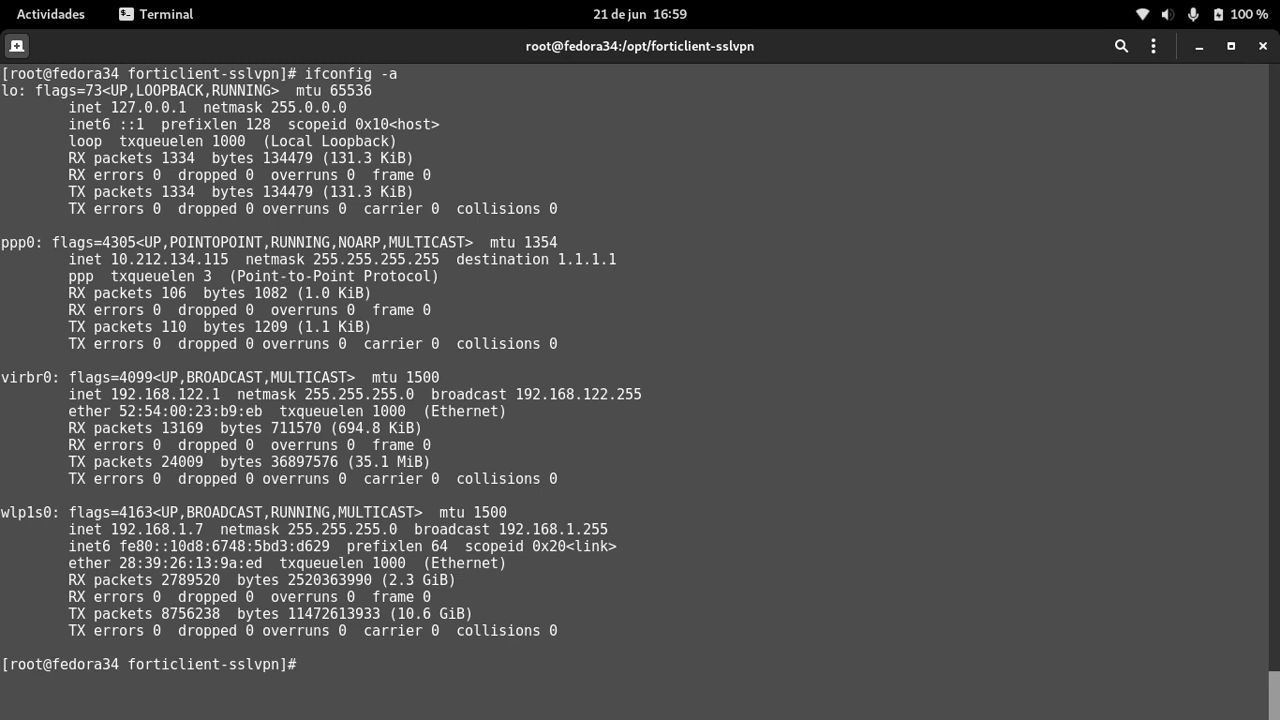 Actividades Terminal 21 de jun 16:59 100 %
root@fedora34:/opt/forticlient-sslvpn
[root@fedora34 forticlient-sslvpn]# ifconfig -a
lo: flags=73<UP,LOOPBACK,RUNNING>  mtu 65536
        inet 127.0.0.1  netmask 255.0.0.0
        inet6 ::1  prefixlen 128  scopeid 0x10<host>
        loop  txqueuelen 1000  (Local Loopback)
        RX packets 1334  bytes 134479 (131.3 KiB)
        RX errors 0  dropped 0  overruns 0  frame 0
        TX packets 1334  bytes 134479 (131.3 KiB)
        TX errors 0  dropped 0 overruns 0  carrier 0  collisions 0

ppp0: flags=4305<UP,POINTOPOINT,RUNNING,NOARP,MULTICAST>  mtu 1354
        inet 10.212.134.115  netmask 255.255.255.255  destination 1.1.1.1
        ppp  txqueuelen 3  (Point-to-Point Protocol)
        RX packets 106  bytes 1082 (1.0 KiB)
        RX errors 0  dropped 0  overruns 0  frame 0
        TX packets 110  bytes 1209 (1.1 KiB)
        TX errors 0  dropped 0 overruns 0  carrier 0  collisions 0

virbr0: flags=4099<UP,BROADCAST,MULTICAST>  mtu 1500
        inet 192.168.122.1  netmask 255.255.255.0  broadcast 192.168.122.255
        ether 52:54:00:23:b9:eb  txqueuelen 1000  (Ethernet)
        RX packets 13169  bytes 711570 (694.8 KiB)
        RX errors 0  dropped 0  overruns 0  frame 0
        TX packets 24009  bytes 36897576 (35.1 MiB)
        TX errors 0  dropped 0 overruns 0  carrier 0  collisions 0

wlp1s0: flags=4163<UP,BROADCAST,RUNNING,MULTICAST>  mtu 1500
        inet 192.168.1.7  netmask 255.255.255.0  broadcast 192.168.1.255
        inet6 fe80::10d8:6748:5bd3:d629  prefixlen 64  scopeid 0x20<link>
        ether 28:39:26:13:9a:ed  txqueuelen 1000  (Ethernet)
        RX packets 2789520  bytes 2520363990 (2.3 GiB)
        RX errors 0  dropped 0  overruns 0  frame 0
        TX packets 8756238  bytes 11472613933 (10.6 GiB)
        TX errors 0  dropped 0 overruns 0  carrier 0  collisions 0

[root@fedora34 forticlient-sslvpn]#